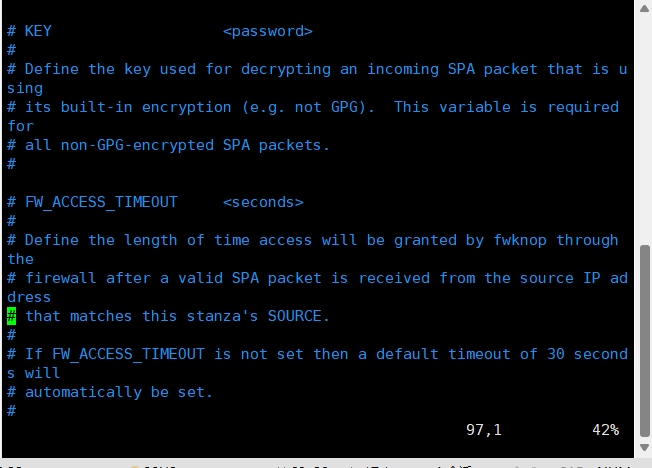 # KEY                   <password>
#
# Define the key used for decrypting an incoming SPA packet that is u
sing
# its built-in encryption (e.g. not GPG).  This variable is required
for
# all non-GPG-encrypted SPA packets.
#
# FW_ACCESS_TIMEOUT     <seconds>
#
# Define the length of time access will be granted by fwknop through
the
# firewall after a valid SPA packet is received from the source IP ad
dress
# that matches this stanza's SOURCE.
#
# If FW_ACCESS_TIMEOUT is not set then a default timeout of 30 second
s will
# automatically be set.
#
97,1          42%